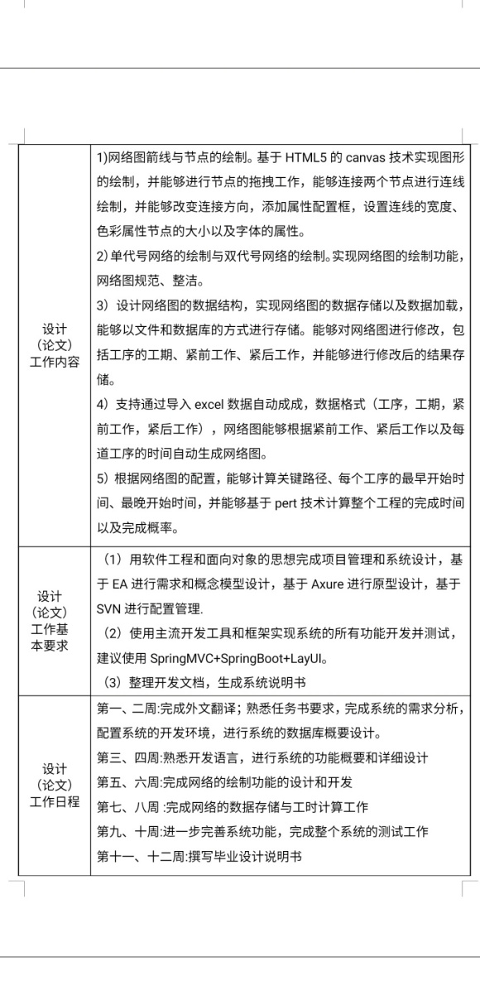 1)网络图箭线与节点的绘制。基于 HTML5 的 canvas 技术实现图形
的绘制，并能够进行节点的拖拽工作，能够连接两个节点进行连线
绘制，并能够改变连接方向，添加属性配置框，设置连线的宽度、
色彩属性节点的大小以及字体的属性。
2)单代号网络的绘制与双代号网络的绘制。实现网络图的绘制功能，
网络图规范、整洁。
3）设计网络图的数据结构，实现网络图的数据存储以及数据加载，
能够以文件和数据库的方式进行存储。能够对网络图进行修改，包
括工序的工期、紧前工作、紧后工作，并能够进行修改后的结果存
储。
4）支持通过导入 excel 数据自动成成，数据格式（工序，工期，紧
前工作，紧后工作），网络图能够根据紧前工作、紧后工作以及每
道工序的时间自动生成网络图。
5）根据网络图的配置，能够计算关键路径、每个工序的最早开始时
间、最晚开始时间，并能够基于 pert 技术计算整个工程的完成时间
以及完成概率。
设计
（论文）
工作内容
（1）用软件工程和面向对象的思想完成项目管理和系统设计，基
于 EA 进行需求和概念模型设计，基于 Axure 进行原型设计，基于
SVN 进行配置管理.
（2）使用主流开发工具和框架实现系统的所有功能开发并测试，
建议使用 SpringMVC+SpringBoot+LayUI。
（3）整理开发文档，生成系统说明书
设计
（论文）
工作基
本要求
第一、二周:完成外文翻译；熟悉任务书要求，完成系统的需求分析，
配置系统的开发环境，进行系统的数据库概要设计。
第三、四周:熟悉开发语言，进行系统的功能概要和详细设计
第五、六周:完成网络的绘制功能的设计和开发
第七、八周 :完成网络的数据存储与工时计算工作
第九、十周:进一步完善系统功能，完成整个系统的测试工作
第十一、十二周:撰写毕业设计说明书
设计
（论文）
工作日程